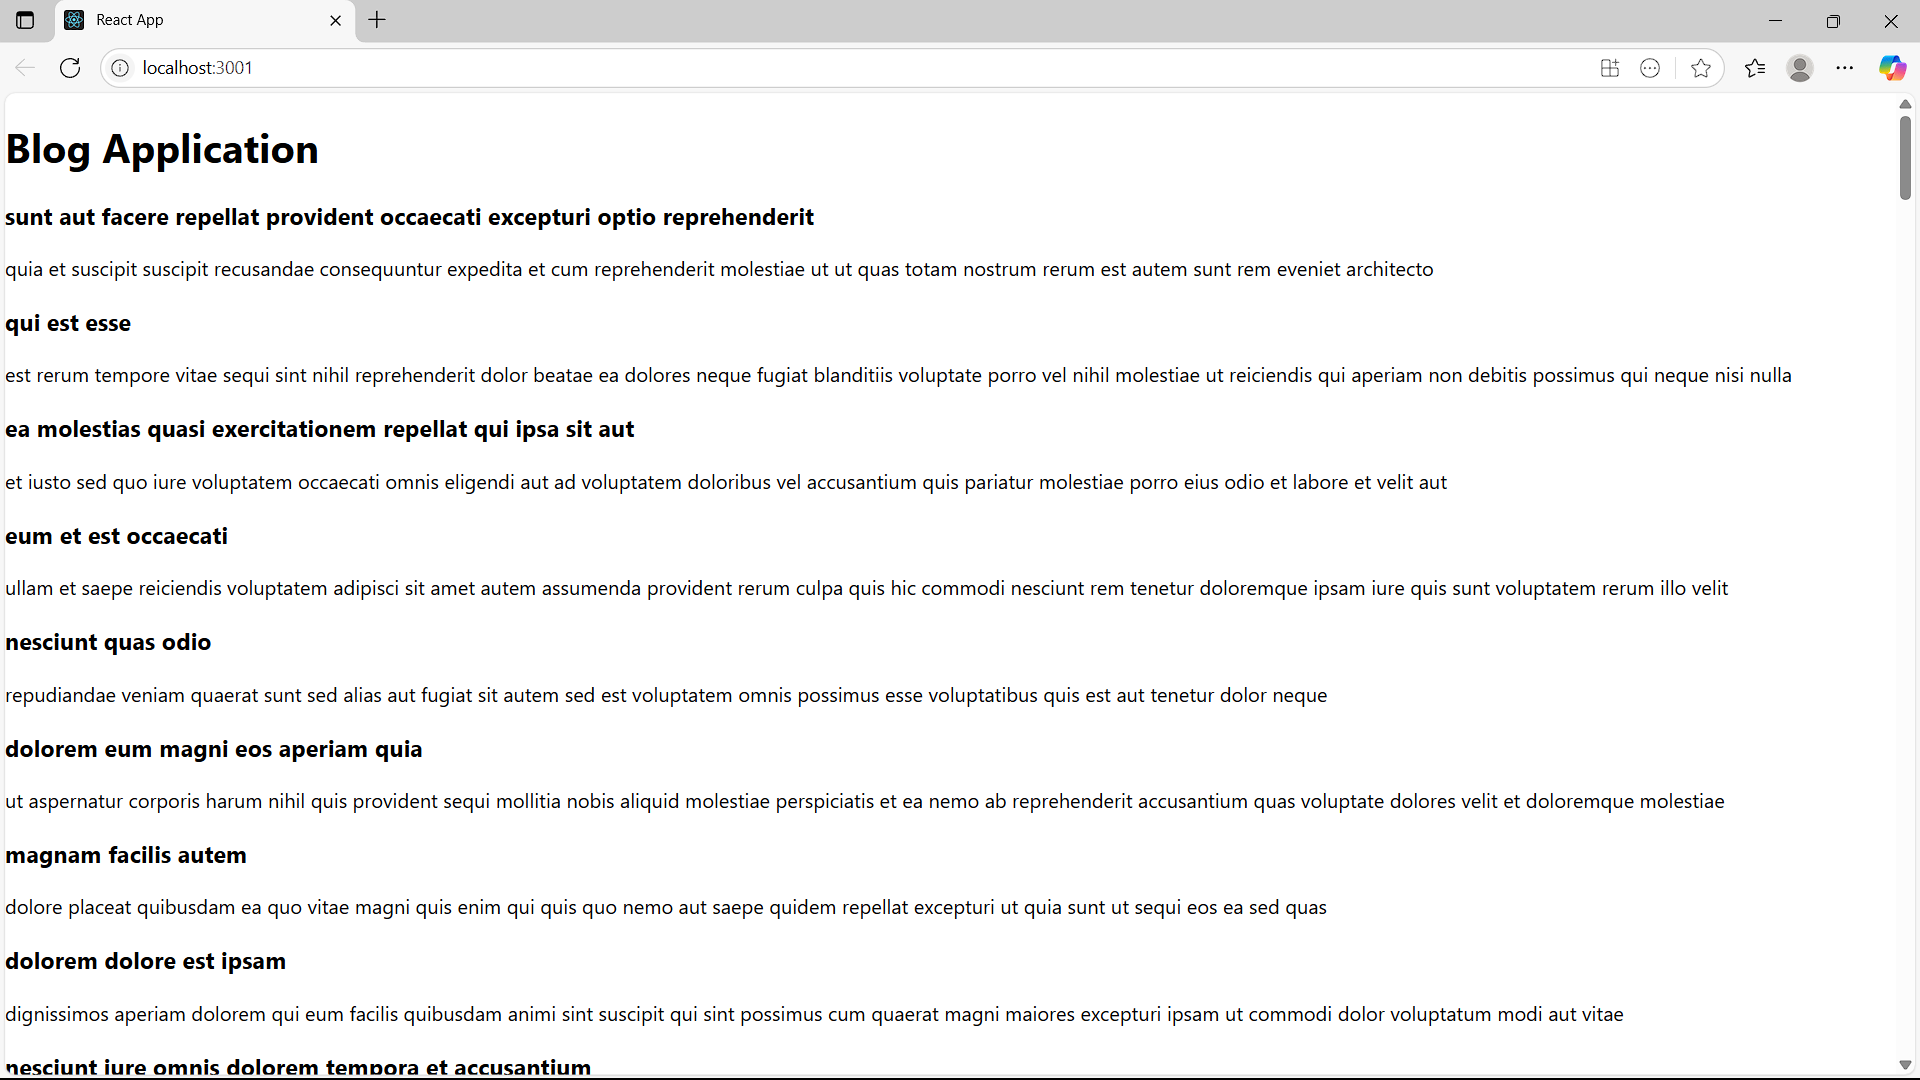 React App
localhost:3001
Blog Application
sunt aut facere repellat provident occaecati excepturi optio reprehenderit
quia et suscipit suscipit recusandae consequuntur expedita et cum reprehenderit molestiae ut ut quas totam nostrum rerum est autem sunt rem eveniet architecto
qui est esse
est rerum tempore vitae sequi sint nihil reprehenderit dolor beatae ea dolores neque fugiat blanditiis voluptate porro vel nihil molestiae ut reiciendis qui aperiam non debitis possimus qui neque nisi nulla
ea molestias quasi exercitationem repellat qui ipsa sit aut
et iusto sed quo iure voluptatem occaecati omnis eligendi aut ad voluptatem doloribus vel accusantium quis pariatur molestiae porro eius odio et labore et velit aut
eum et est occaecati
ullam et saepe reiciendis voluptatem adipisci sit amet autem assumenda provident rerum culpa quis hic commodi nesciunt rem tenetur doloremque ipsam iure quis sunt voluptatem rerum illo velit
nesciunt quas odio
repudiandae veniam quaerat sunt sed alias aut fugiat sit autem sed est voluptatem omnis possimus esse voluptatibus quis est aut tenetur dolor neque
dolorem eum magni eos aperiam quia
ut aspernatur corporis harum nihil quis provident sequi mollitia nobis aliquid molestiae perspiciatis et ea nemo ab reprehenderit accusantium quas voluptate dolores velit et doloremque molestiae
magnam facilis autem
dolore placeat quibusdam ea quo vitae magni quis enim qui quis quo nemo aut saepe quidem repellat excepturi ut quia sunt ut sequi eos ea sed quas
dolorem dolore est ipsam
dignissimos aperiam dolorem qui eum facilis quibusdam animi sint suscipit qui sint possimus cum quaerat magni maiores excepturi ipsam ut commodi dolor voluptatum modi aut vitae
nesciunt iure omnis dolorem tempora et accusantium